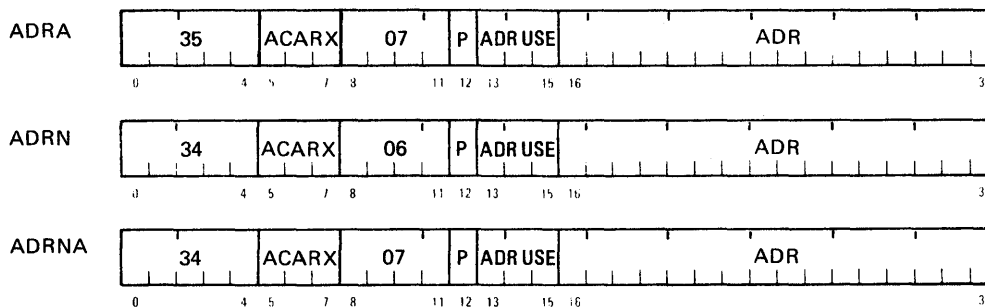 ADRA 35 ACARX 07 P ADR USE ADR
0 4 5 7 8 11 12 13 15 16 3
ADRN 34 ACARX 06 P ADR USE ADR
0 4 5 7 8 11 12 13 15 16 3
ADRNA 34 ACARX 07 P ADR USE ADR
0 4 5 7 8 11 12 13 15 16 3